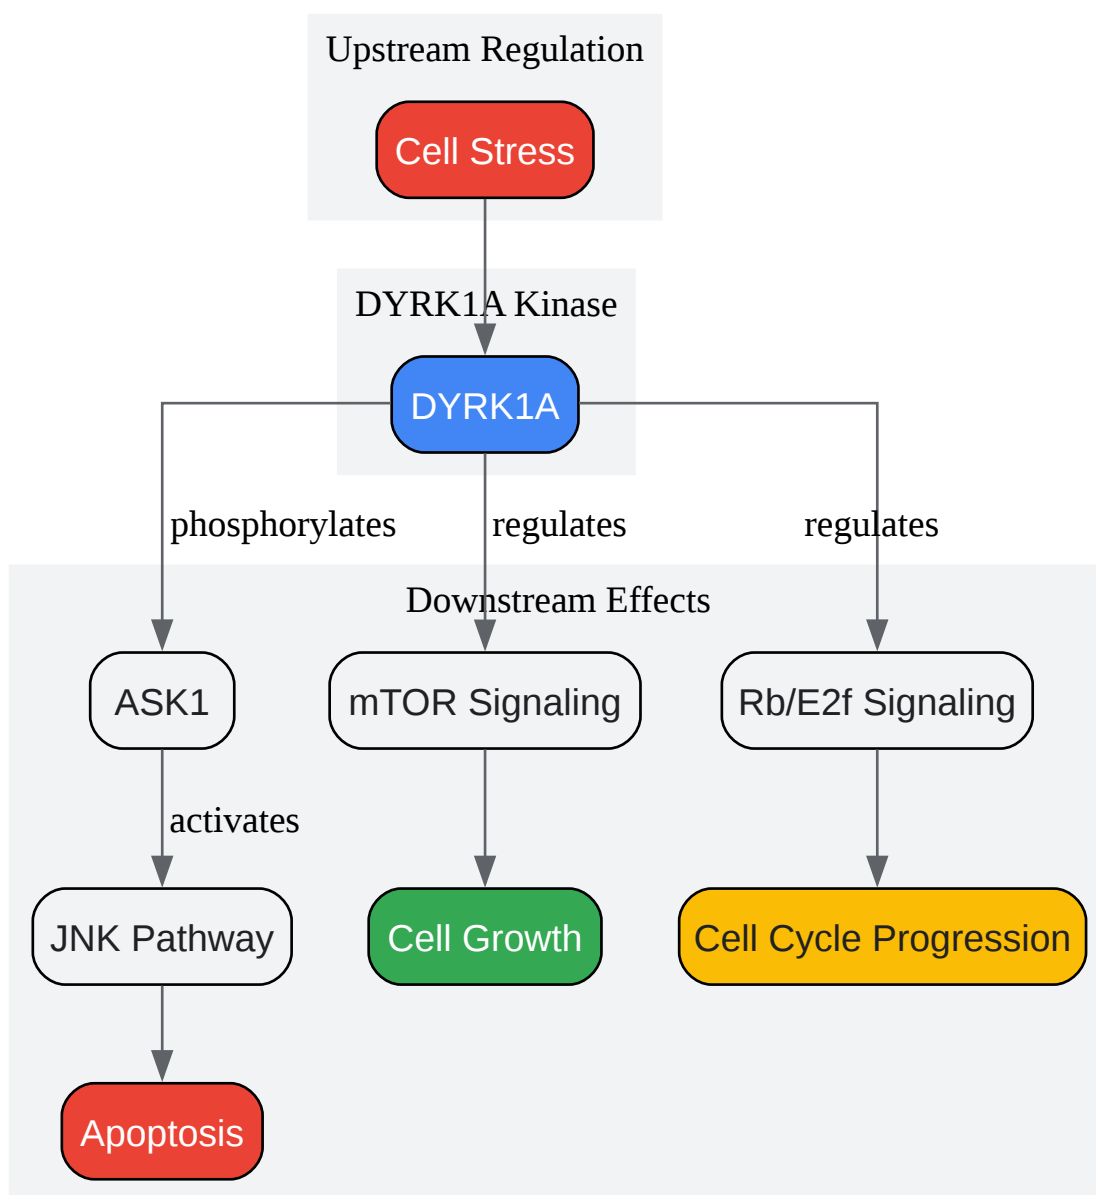 Upstream Regulation
Cell Stress
DYRK1A Kinase
DYRK1A
phosphorylates
regulates
regulates
Downstream Effects
ASK1
mTOR Signaling
Rb/E2f Signaling
activates
JNK Pathway
Cell Growth
Cell Cycle Progression
Apoptosis